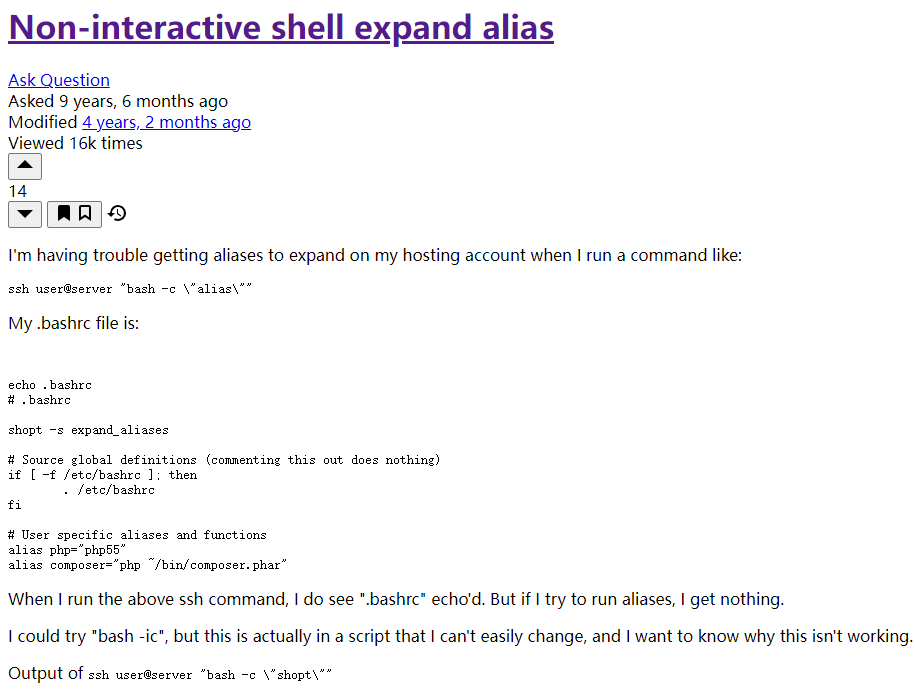 Non-interactive shell expand alias
Ask Question
Asked 9 years, 6 months ago
Modified 4 years, 2 months ago
Viewed 16k times
14
I'm having trouble getting aliases to expand on my hosting account when I run a command like:
ssh user@server "bash -c \"alias\""
My .bashrc file is:
echo .bashrc
# .bashrc
shopt -s expand_aliases
# Source global definitions (commenting this out does nothing)
if [ -f /etc/bashrc ]; then
        . /etc/bashrc
fi
# User specific aliases and functions
alias php="php55"
alias composer="php ~/bin/composer.phar"
When I run the above ssh command, I do see ".bashrc" echo'd. But if I try to run aliases, I get nothing.
I could try "bash -ic", but this is actually in a script that I can't easily change, and I want to know why this isn't working.
Output of ssh user@server "bash -c \"shopt\""